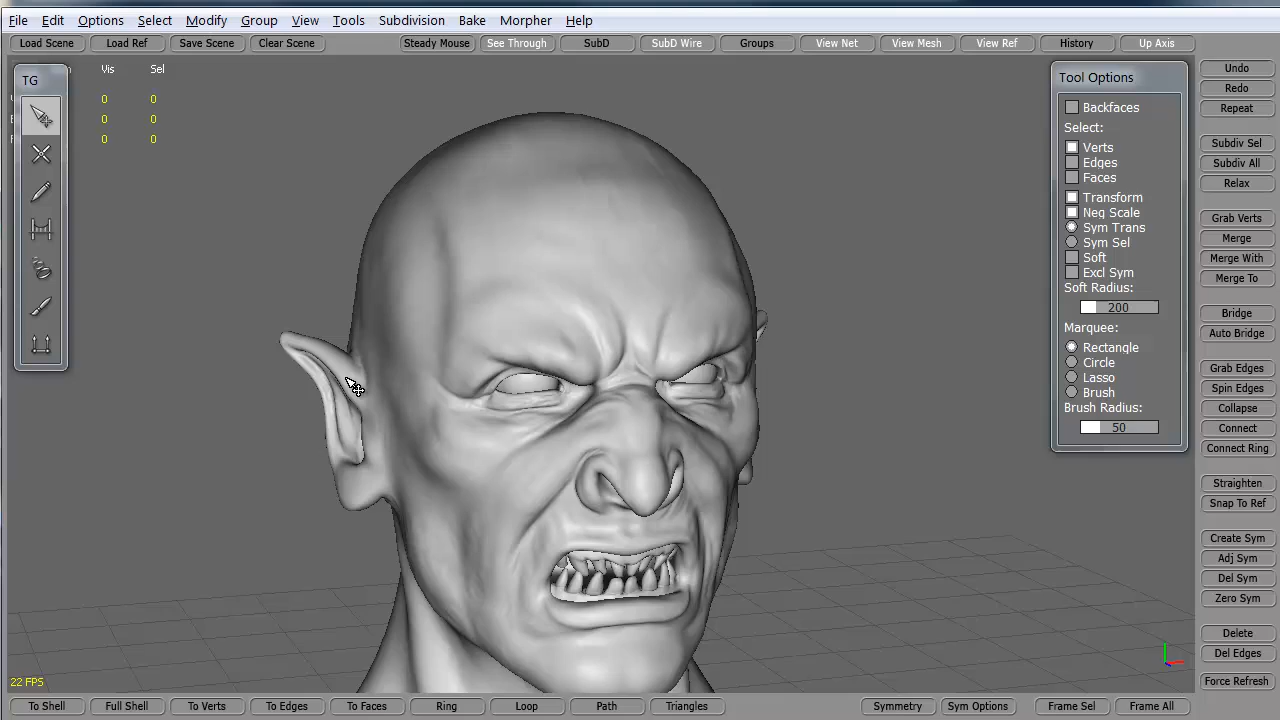 File Edit Options Select Modify Group View Tools Subdivision Bake Morpher Help
Load Scene Load Ref Save Scene Clear Scene Steady Mouse See Through SubD SubD Wire Groups View Net View Mesh View Ref History Up Axis
TG
Vis Sel
0 0
0 0
0 0
Tool Options
Backfaces
Select:
Verts
Edges
Faces
Transform
Neg Scale
Sym Trans
Sym Sel
Soft
Excl Sym
Soft Radius:
200
Marquee:
Rectangle
Circle
Lasso
Brush
Brush Radius:
50
Undo
Redo
Repeat
Subdiv Sel
Subdiv All
Relax
Grab Verts
Merge
Merge With
Merge To
Bridge
Auto Bridge
Grab Edges
Spin Edges
Collapse
Connect
Connect Ring
Straighten
Snap To Ref
Create Sym
Adj Sym
Del Sym
Zero Sym
Delete
Del Edges
Force Refresh
22 FPS
To Shell Full Shell To Verts To Edges To Faces Ring Loop Path Triangles Symmetry Sym Options Frame Sel Frame All